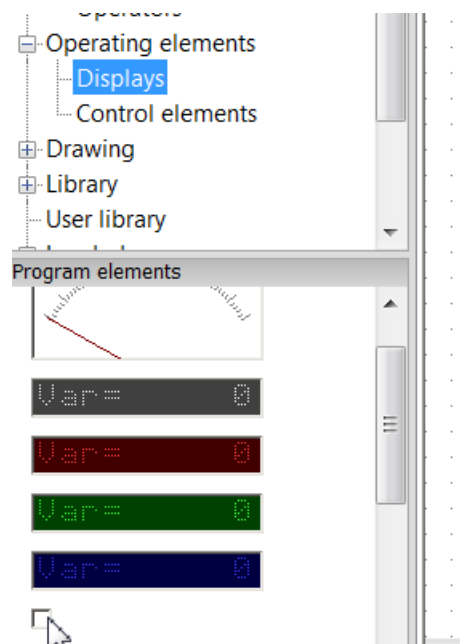 Operators
Operating elements
Displays
Control elements
Drawing
Library
User library
Program elements
Var= 0
Var= 0
Var= 0
Var= 0